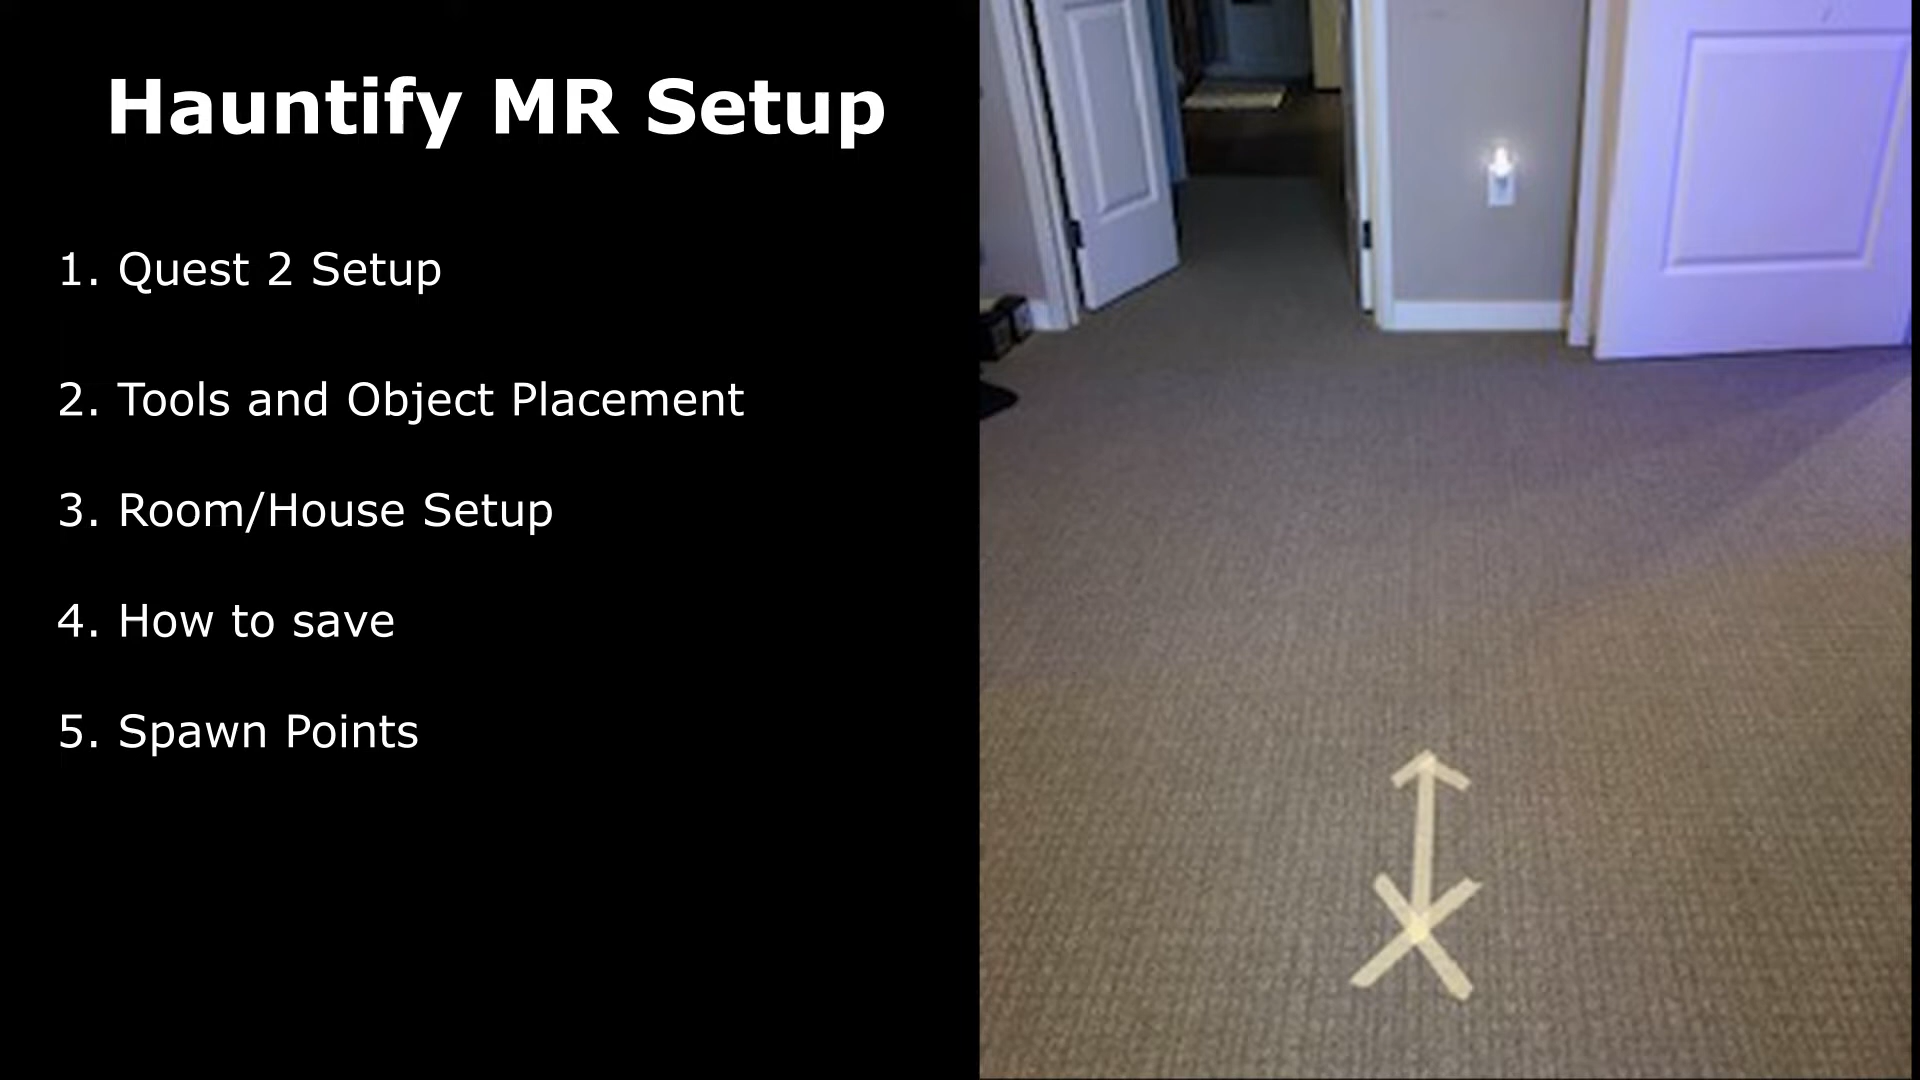 Hauntify MR Setup
1. Quest 2 Setup
2. Tools and Object Placement
3. Room/House Setup
4. How to save
5. Spawn Points